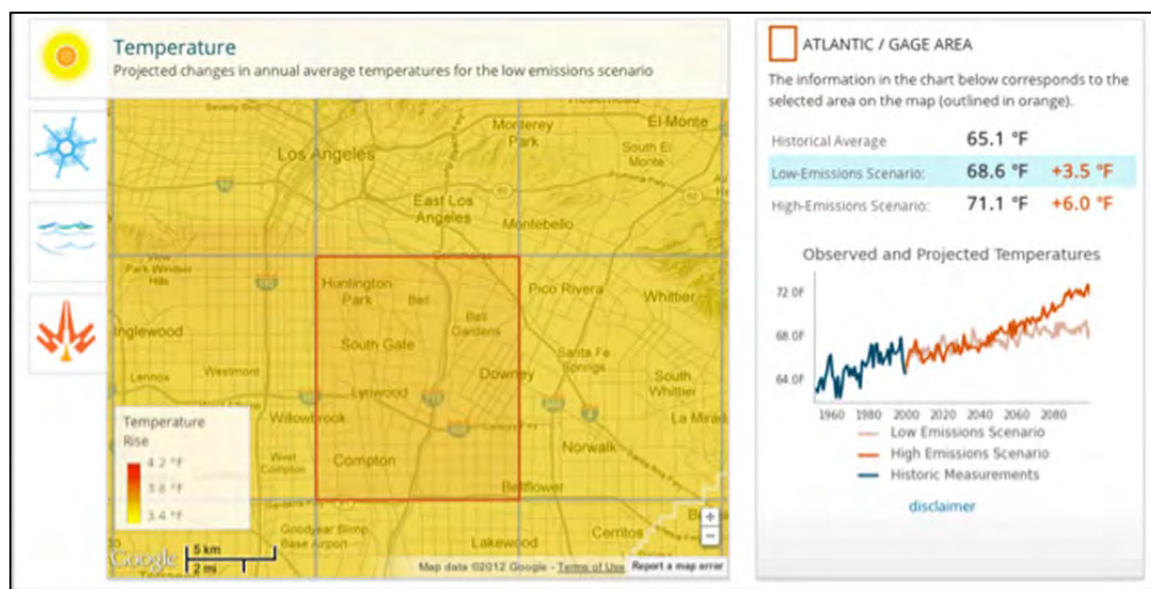 Temperature
Projected changes in annual average temperatures for the low emissions scenario
Monterey
Park
El Monte
South El
Monte
Los Angeles
East Los
Angeles
Montebello
60
60
Commerce
View
Park Windsor
Hills
Huntington
Park
Bell
Bell
Gardens
Pico Rivera
Whittier
Inglewood
South Gate
Santa Fe
Springs
Lennox
Westmont
Lynwood
Downey
South
Whittier
Willowbrook
La Mirad
Norwalk
West
Compton
Compton
Bellflower
Goodyear Blimp
Base Airport
Lakewood
Cerritos
Temperature
Rise
4.2 °F
3.8 °F
3.4 °F
Google
5 km
2 mi
+
−
Map data ©2012 Google - Terms of Use
Report a map error
ATLANTIC / GAGE AREA
The information in the chart below corresponds to the
selected area on the map (outlined in orange).
Historical Average 65.1 °F
Low-Emissions Scenario: 68.6 °F +3.5 °F
High-Emissions Scenario: 71.1 °F +6.0 °F
Observed and Projected Temperatures
72.0F
68.0F
64.0F
1960 1980 2000 2020 2040 2060 2080
Low Emissions Scenario
High Emissions Scenario
Historic Measurements
disclaimer